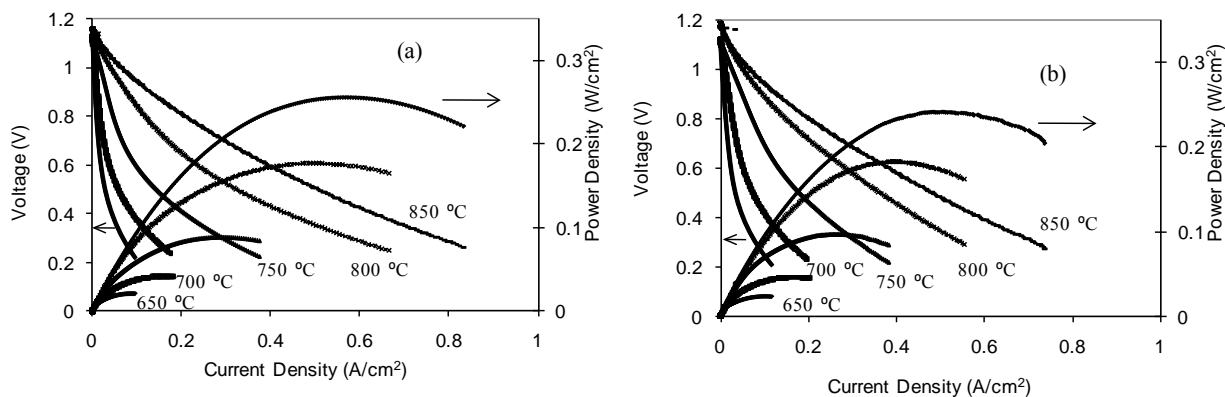 (a)
1.2
1
0.8
0.6
0.4
0.2
0
Voltage (V)
0.3
0.2
0.1
0
Power Density (W/cm²)
850 ºC
800 ºC
750 ºC
700 ºC
650 ºC
0 0.2 0.4 0.6 0.8 1
Current Density (A/cm²)
(b)
1.2
1
0.8
0.6
0.4
0.2
0
Voltage (V)
0.3
0.2
0.1
0
Power Density (W/cm²)
850 ºC
800 ºC
750 ºC
700 ºC
650 ºC
0 0.2 0.4 0.6 0.8 1
Current Density (A/cm²)